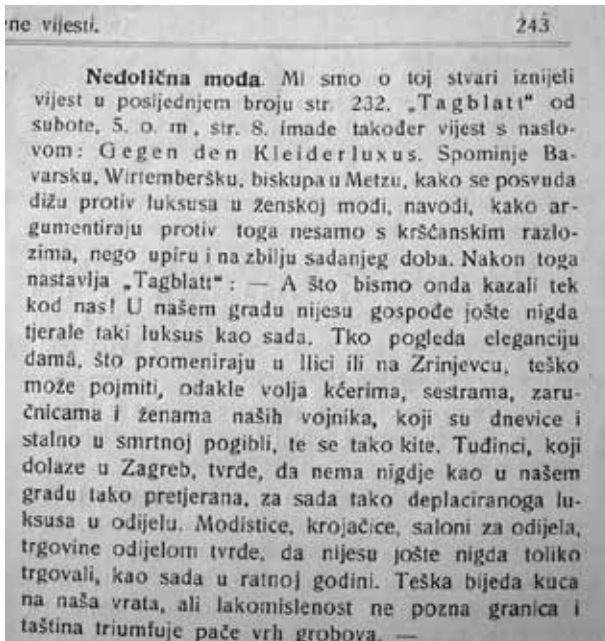 ne vijesti.
243
Nedolična moda. Mi smo o toj stvari iznijeli
vijest u posljednjem broju str. 232. „Tagblatt“ od
subote, 5. o. m., str. 8. imade također vijest s naslo-
vom: Gegen den Kleiderluxus. Spominje Ba-
varsku, Wirtemberšku, biskupa u Metzu, kako se posvuda
dižu protiv luksusa u ženskoj modi, navodi, kako ar-
gumentiraju protiv toga nesamo s kršćanskim razlo-
zima, nego upiru i na zbilju sadanjeg doba. Nakon toga
nastavlja „Tagblatt“: — A što bismo onda kazali tek
kod nas! U našem gradu nijesu gospođe jošte nigda
tjerale taki luksus kao sada. Tko pogleda eleganciju
damâ, što promeniraju u Ilici ili na Zrinjevcu, teško
može pojmiti, odakle volja kćerima, sestrama, zaru-
čnicama i ženama naših vojnika, koji su dnevice i
stalno u smrtnoj pogibli, te se tako kite. Tuđinci, koji
dolaze u Zagreb, tvrde, da nema nigdje kao u našem
gradu tako pretjerana, za sada tako deplaciranoga lu-
ksusa u odijelu. Modistice, krojačice, saloni za odijela,
trgovine odijelom tvrde, da nijesu jošte nigda toliko
trgovali, kao sada u ratnoj godini. Teška bijeda kuca
na naša vrata, ali lakomislenost ne pozna granica i
taština triumfuje pače vrh grobova. —